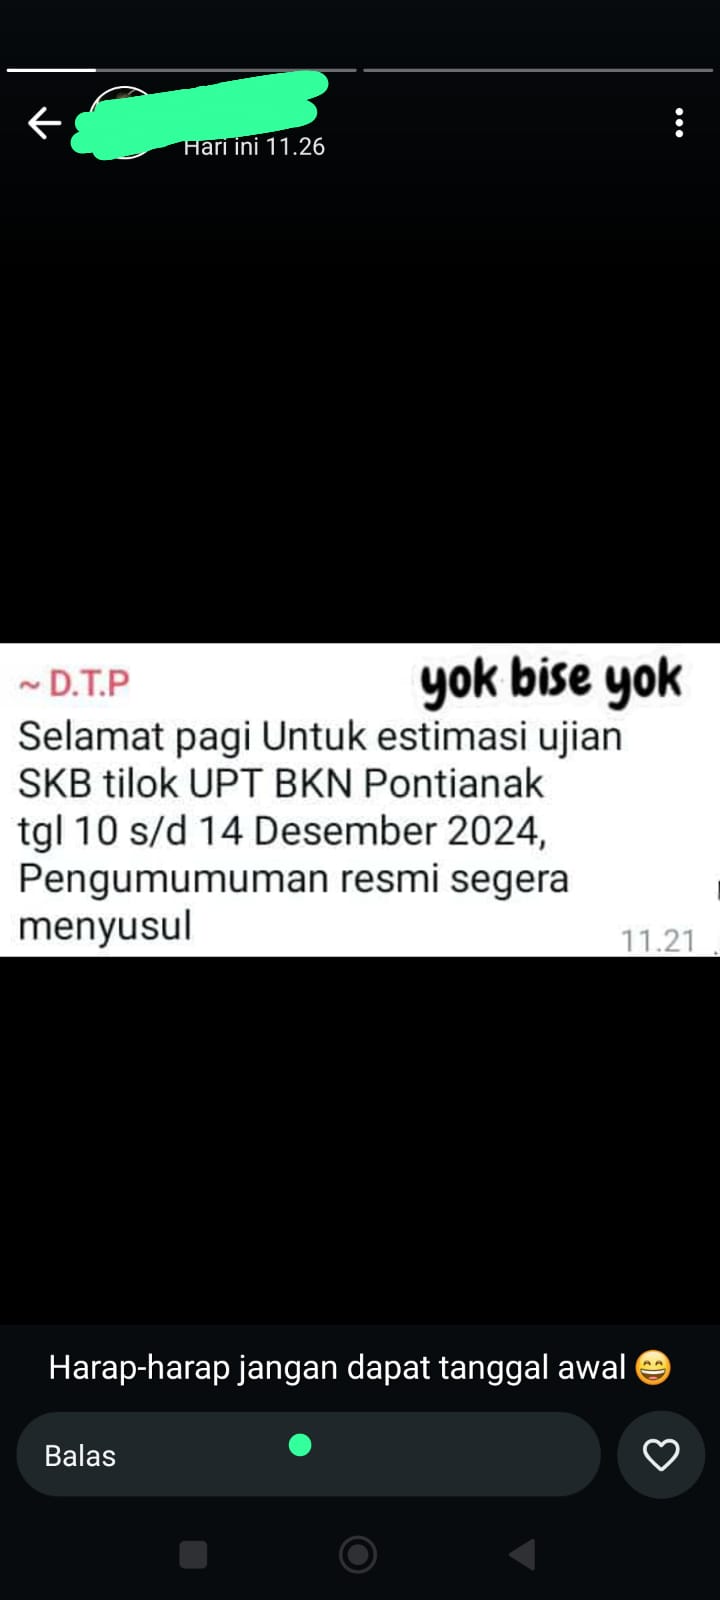 Hari ini 11.26
~ D.T.P
yok bise yok
Selamat pagi Untuk estimasi ujian
SKB tilok UPT BKN Pontianak
tgl 10 s/d 14 Desember 2024,
Pengumumuman resmi segera
menyusul
11.21
Harap-harap jangan dapat tanggal awal 😄
Balas